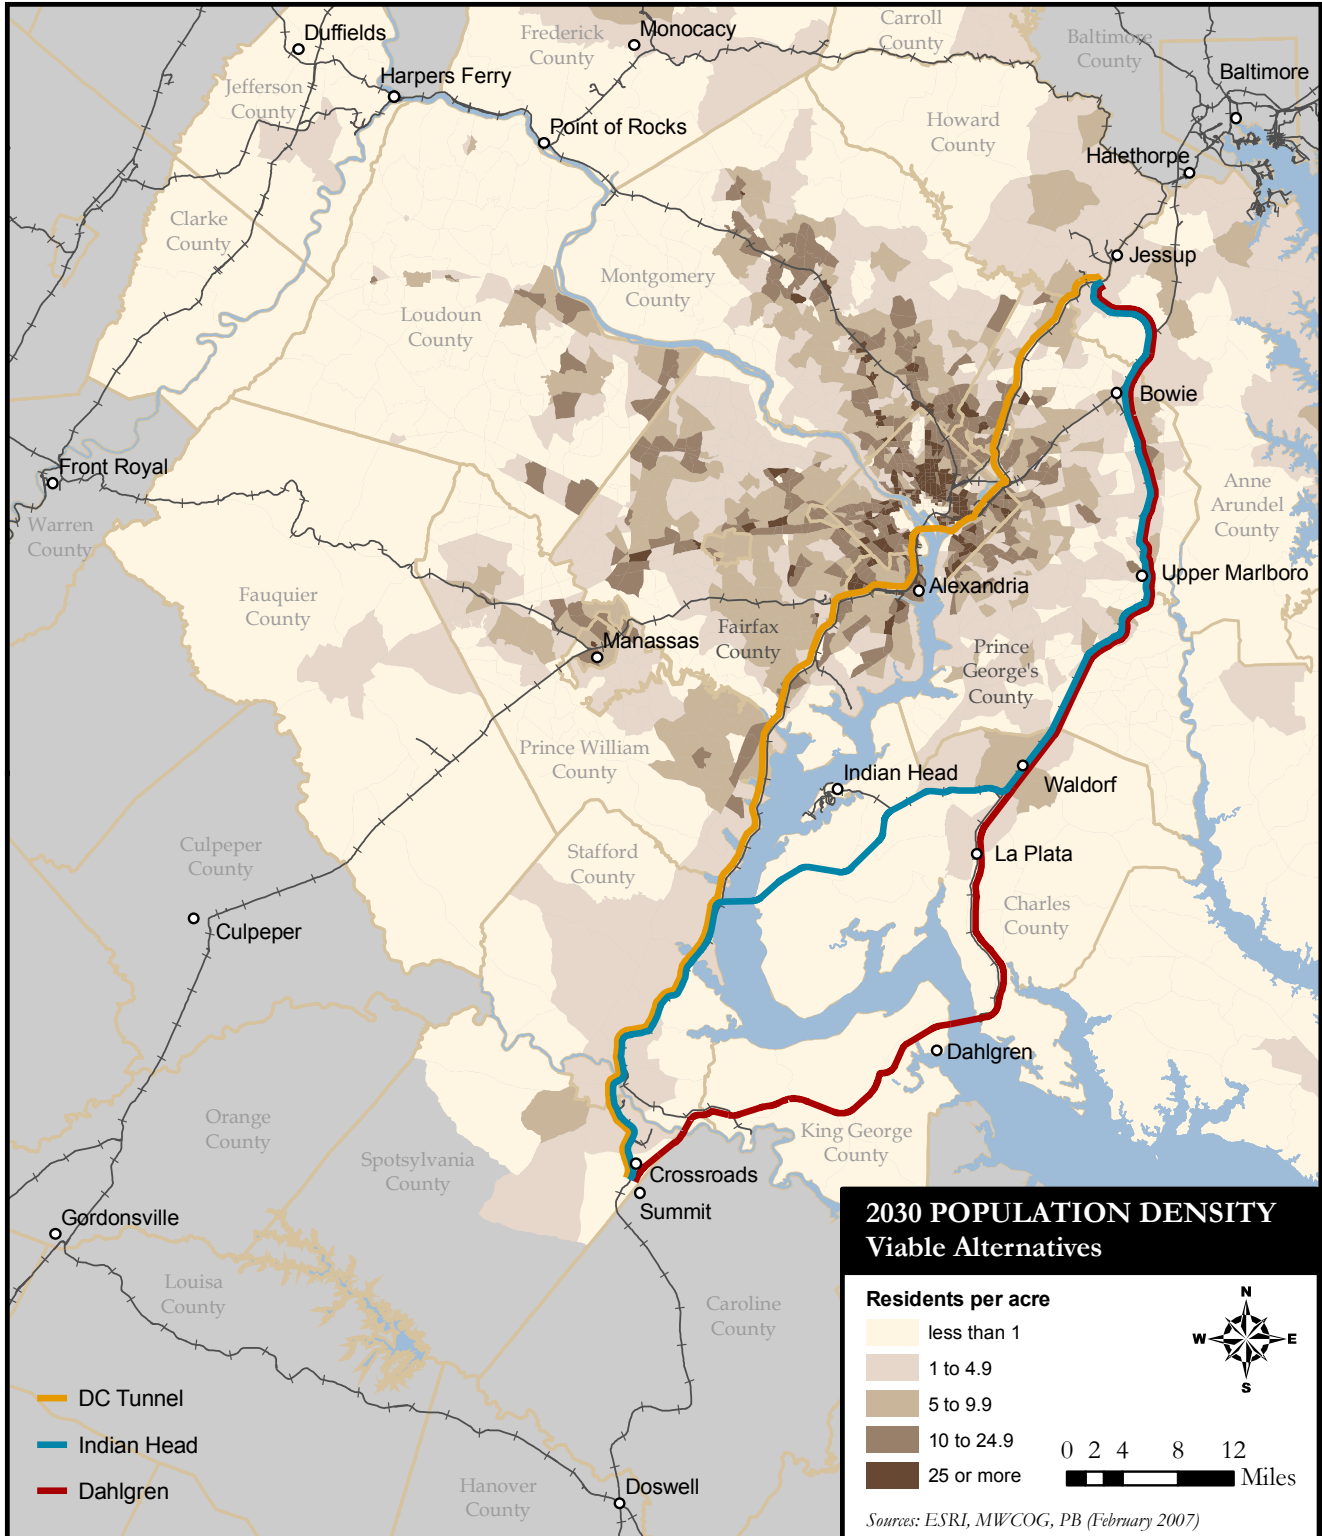 Duffields
Frederick
County
Monocacy
Carroll
County
Baltimore
County
Baltimore
Jefferson
County
Harpers Ferry
Point of Rocks
Howard
County
Halethorpe
Clarke
County
Jessup
Montgomery
County
Loudoun
County
Bowie
Front Royal
Warren
County
Anne
Arundel
County
Upper Marlboro
Alexandria
Fauquier
County
Fairfax
County
Manassas
Prince
George's
County
Prince William
County
Indian Head
Waldorf
Culpeper
County
Stafford
County
La Plata
Charles
County
Culpeper
Dahlgren
Orange
County
King George
County
Spotsylvania
County
Crossroads
Summit
Gordonsville
Louisa
County
Caroline
County
Hanover
County
Doswell
DC Tunnel
Indian Head
Dahlgren
2030 POPULATION DENSITY
Viable Alternatives
Residents per acre
less than 1
1 to 4.9
5 to 9.9
10 to 24.9
25 or more
N
W E
S
0 2 4 8 12
Miles
Sources: ESRI, MWCOG, PB (February 2007)